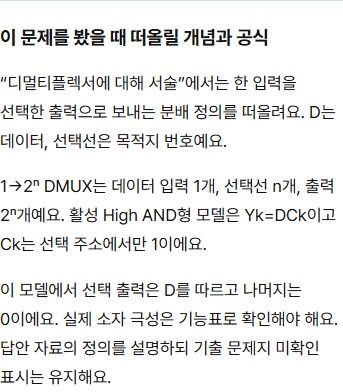 이 문제를 봤을 때 떠올릴 개념과 공식
“디멀티플렉서에 대해 서술”에서는 한 입력을
선택한 출력으로 보내는 분배 정의를 떠올려요. D는
데이터, 선택선은 목적지 번호예요.
1→2ⁿ DMUX는 데이터 입력 1개, 선택선 n개, 출력
2ⁿ개예요. 활성 High AND형 모델은 Yk=DCk이고
Ck는 선택 주소에서만 1이에요.
이 모델에서 선택 출력은 D를 따르고 나머지는
0이에요. 실제 소자 극성은 기능표로 확인해야 해요.
답안 자료의 정의를 설명하되 기출 문제지 미확인
표시는 유지해요.